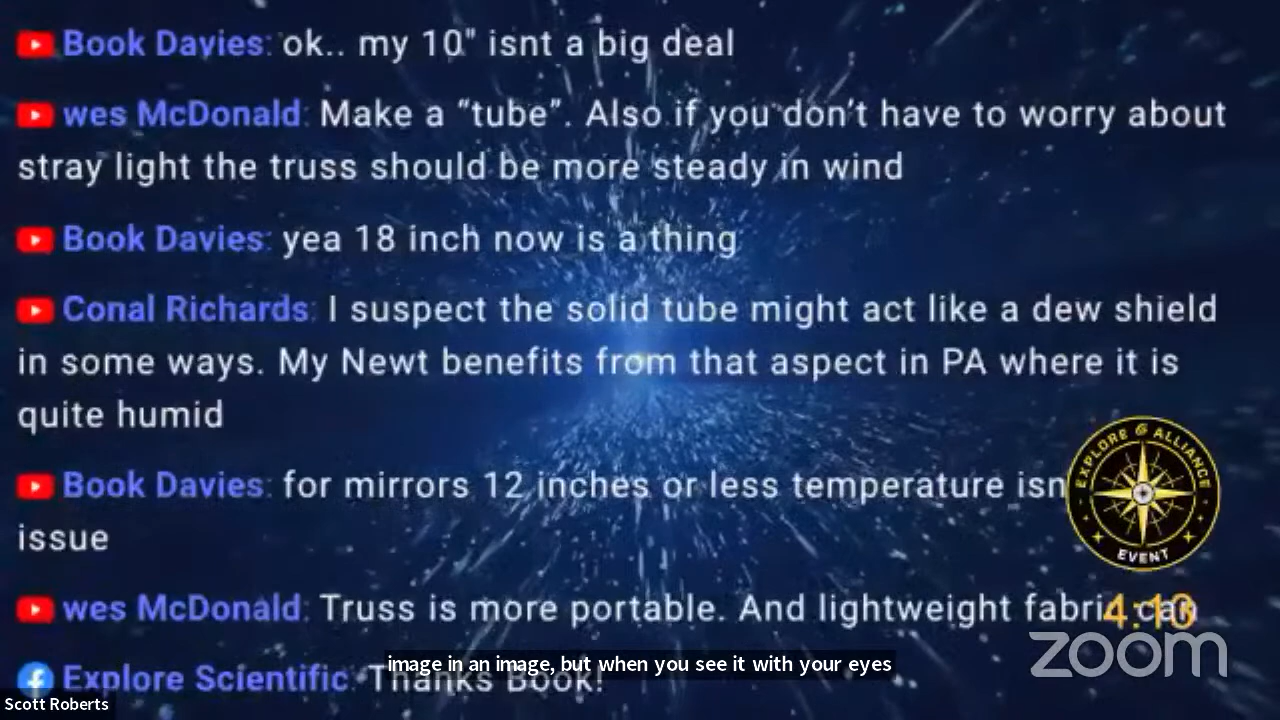 Book Davies: ok.. my 10" isnt a big deal
wes McDonald: Make a “tube”. Also if you don’t have to worry about
stray light the truss should be more steady in wind
Book Davies: yea 18 inch now is a thing
Conal Richards: I suspect the solid tube might act like a dew shield
in some ways. My Newt benefits from that aspect in PA where it is
quite humid
Book Davies: for mirrors 12 inches or less temperature isn
issue
EXPLORE ALLIANCE
EVENT
wes McDonald: Truss is more portable. And lightweight fabric can
4:13
zoom
image in an image, but when you see it with your eyes
Explore Scientific: Thanks Book!
Scott Roberts